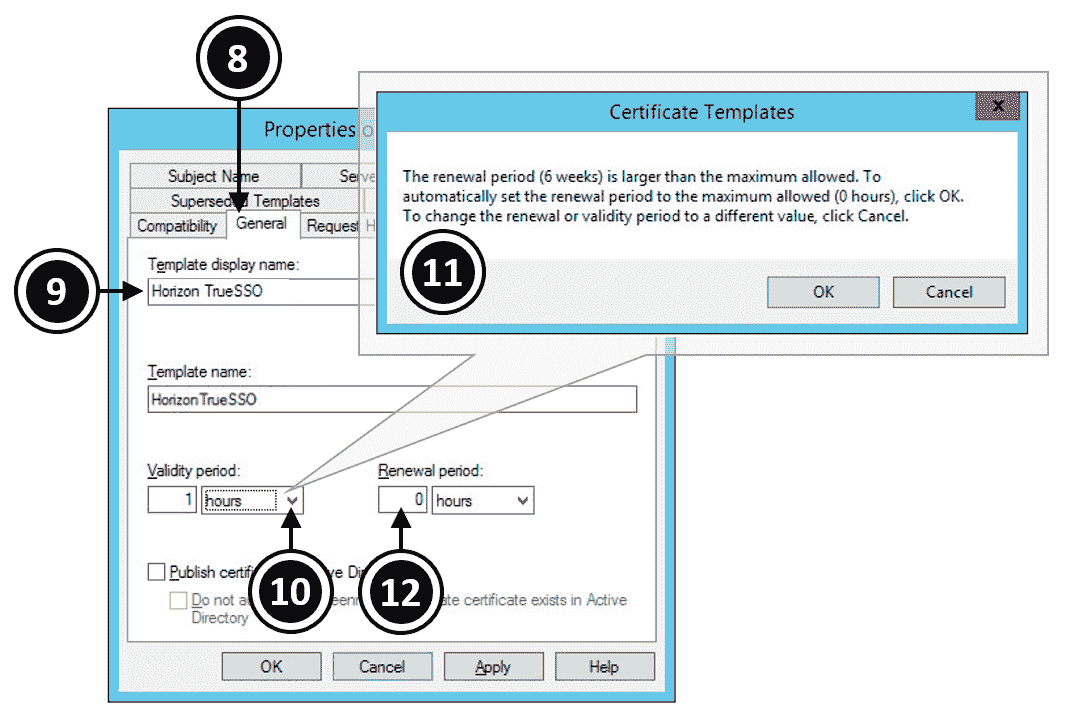 8
Certificate Templates
x
Properties o
The renewal period (6 weeks) is larger than the maximum allowed. To
automatically set the renewal period to the maximum allowed (0 hours), click OK.
To change the renewal or validity period to a different value, click Cancel.
11
OK Cancel
Subject Name Serve
Superseded Templates
Compatibility General Request H
9
Template display name:
Horizon TrueSSO
Template name:
HorizonTrueSSO
Validity period: Renewal period:
1 hours 0 hours
10 12
Publish certifi ve Di
Do not a eenr ate certificate exists in Active
Directory
OK Cancel Apply Help